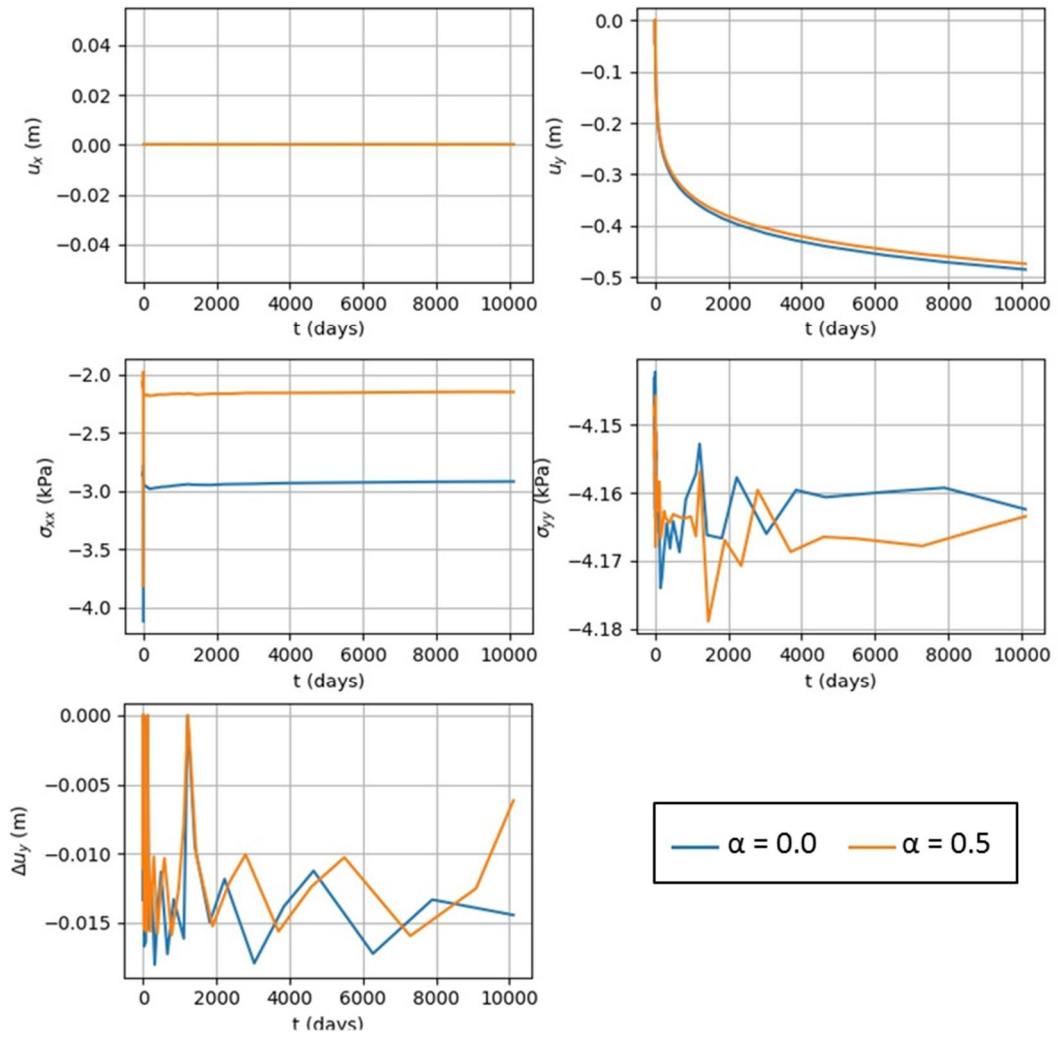 0.04
0.02
0.00
−0.02
−0.04
u_x (m)
0 2000 4000 6000 8000 10000
t (days)
0.0
−0.1
−0.2
−0.3
−0.4
−0.5
u_y (m)
0 2000 4000 6000 8000 10000
t (days)
−2.0
−2.5
−3.0
−3.5
−4.0
σ_xx (kPa)
0 2000 4000 6000 8000 10000
t (days)
−4.15
−4.16
−4.17
−4.18
σ_yy (kPa)
0 2000 4000 6000 8000 10000
t (days)
0.000
−0.005
−0.010
−0.015
Δu_y (m)
0 2000 4000 6000 8000 10000
t (days)
α = 0.0 α = 0.5